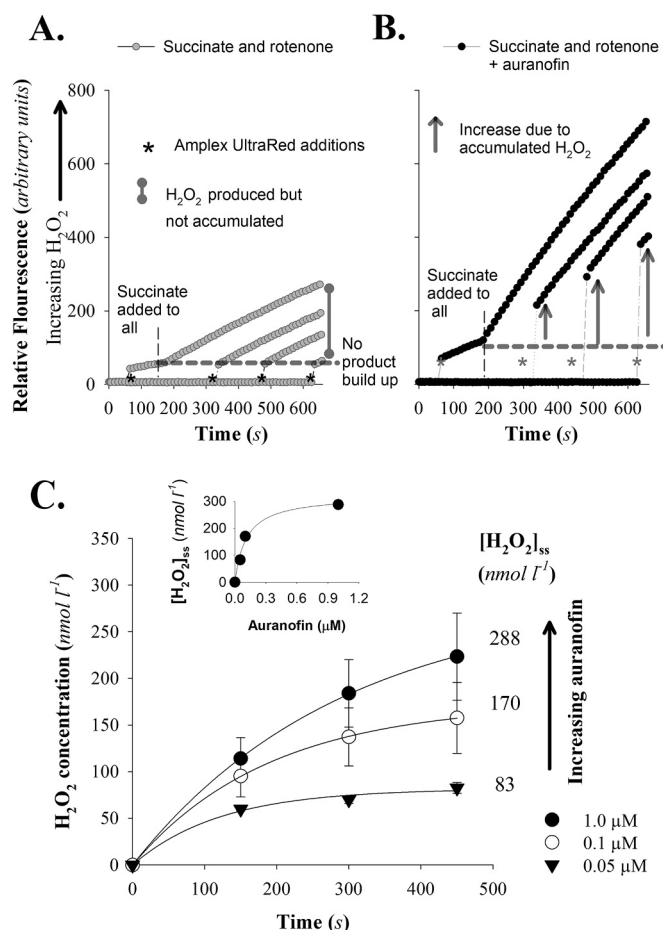 A.
Succinate and rotenone
B.
Succinate and rotenone
+ auranofin
Relative Flourescence (arbitrary units)
Increasing H₂O₂
800
600
400
200
0
* Amplex UltraRed additions
H₂O₂ produced but
not accumulated
Succinate
added to
all
No
product
build up
* * * *
0 100 200 300 400 500 600
Time (s)
Increase due to
accumulated H₂O₂
Succinate
added to
all
* * * *
0 100 200 300 400 500 600
Time (s)
C.
[H₂O₂]ss (nmol l⁻¹)
300
200
100
0
0.0 0.3 0.6 0.9 1.2
Auranofin (µM)
H₂O₂ concentration (nmol l⁻¹)
350
300
250
200
150
100
50
0
0 100 200 300 400 500
Time (s)
[H₂O₂]ss
(nmol l⁻¹)
288
170
83
Increasing auranofin
1.0 µM
0.1 µM
0.05 µM